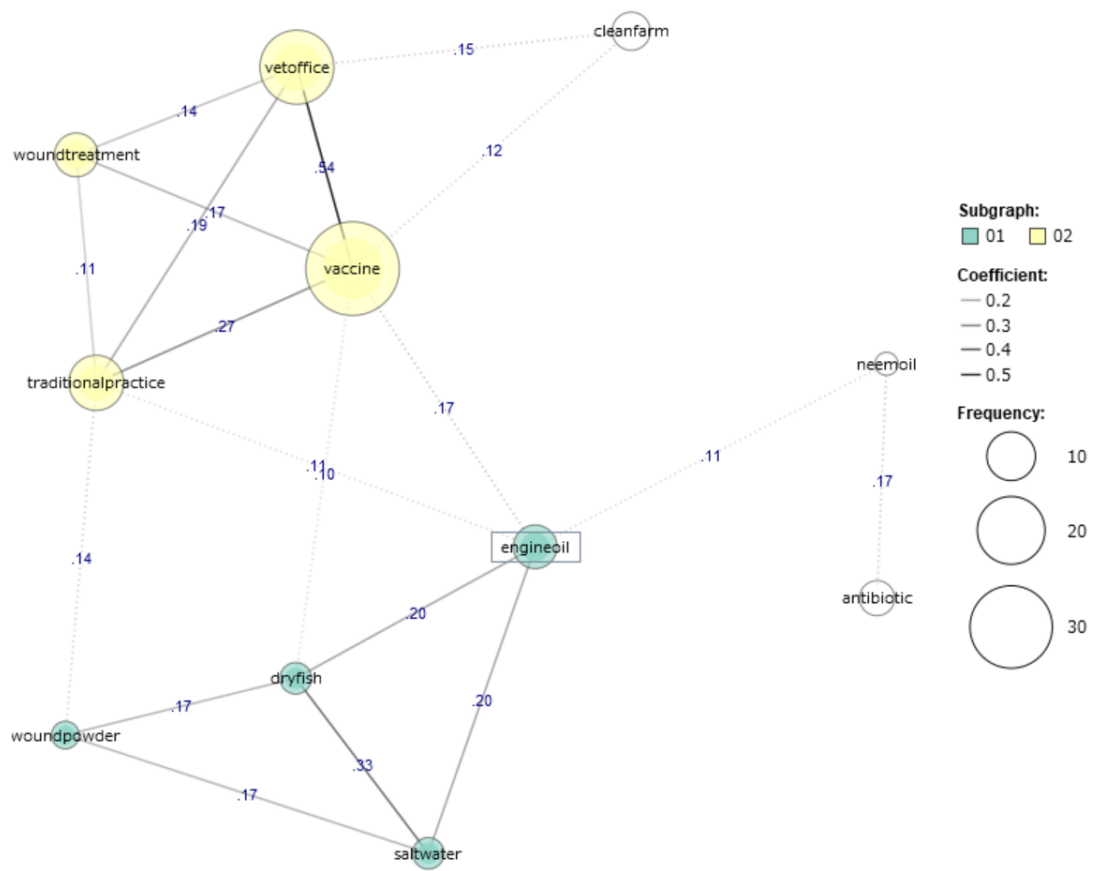 cleanfarm
vetoffice
.15
.14
.12
woundtreatment
.54
.17
.19
.11
vaccine
.27
traditionalpractice
neemoil
.17
.11
.10
.11
.17
engineoil
.14
antibiotic
.20
dryfish
.20
.17
woundpowder
.33
.17
saltwater
Subgraph:
01 02
Coefficient:
0.2
0.3
0.4
0.5
Frequency:
10
20
30